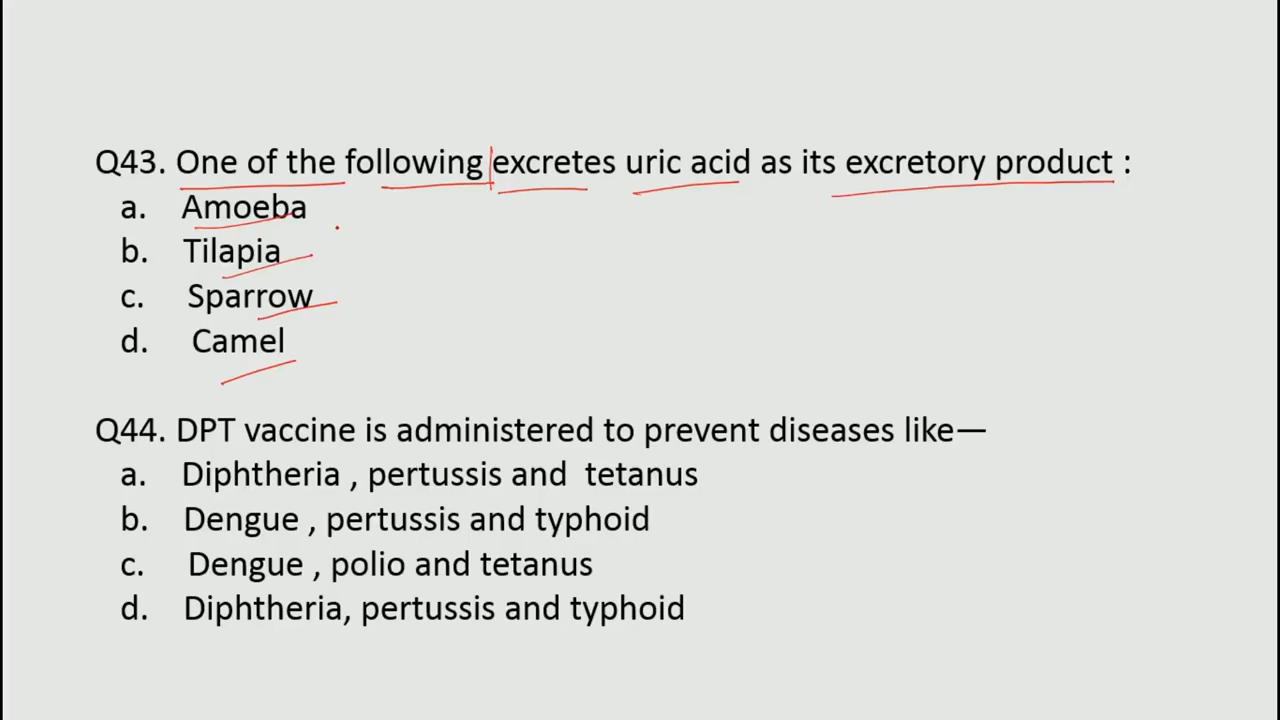 Q43. One of the following excretes uric acid as its excretory product :
a. Amoeba
b. Tilapia
c. Sparrow
d. Camel
Q44. DPT vaccine is administered to prevent diseases like—
a. Diphtheria , pertussis and tetanus
b. Dengue , pertussis and typhoid
c. Dengue , polio and tetanus
d. Diphtheria, pertussis and typhoid